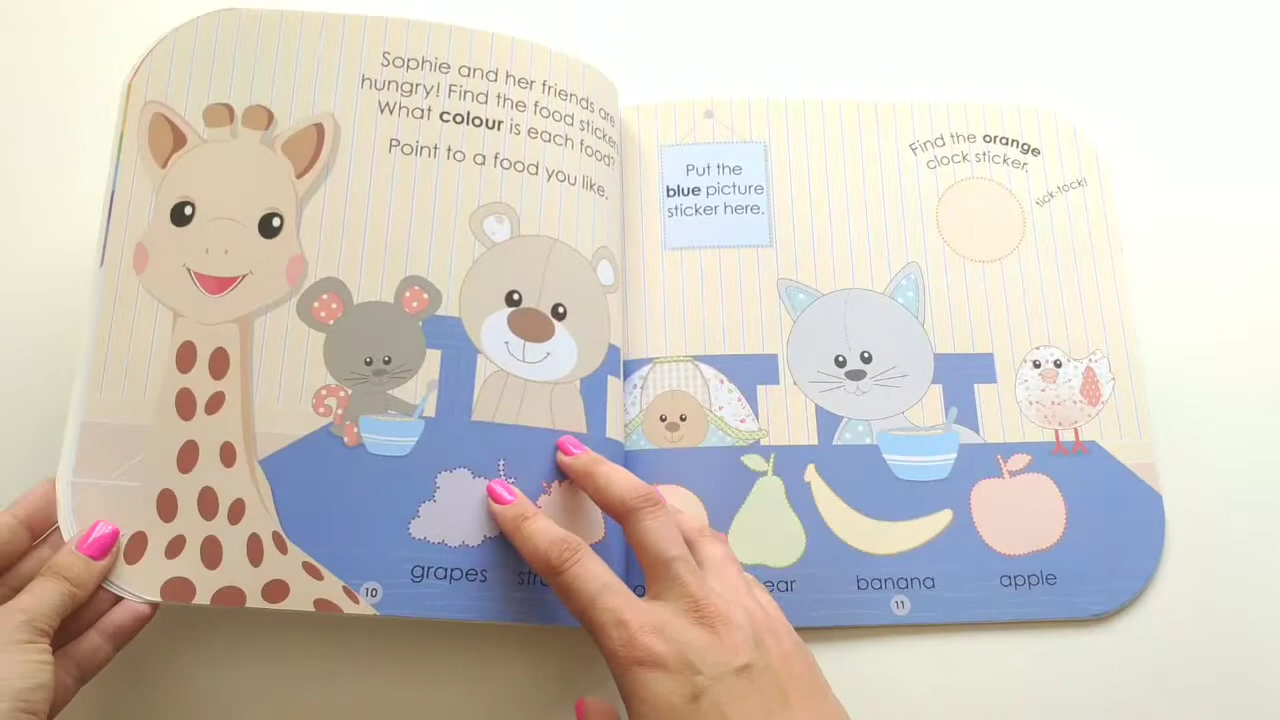 Sophie and her friends are
hungry! Find the food sticker
What colour is each food?
Point to a food you like.
Put the
blue picture
sticker here.
Find the orange
clock sticker.
tick-tock!
grapes
banana
apple
10
11